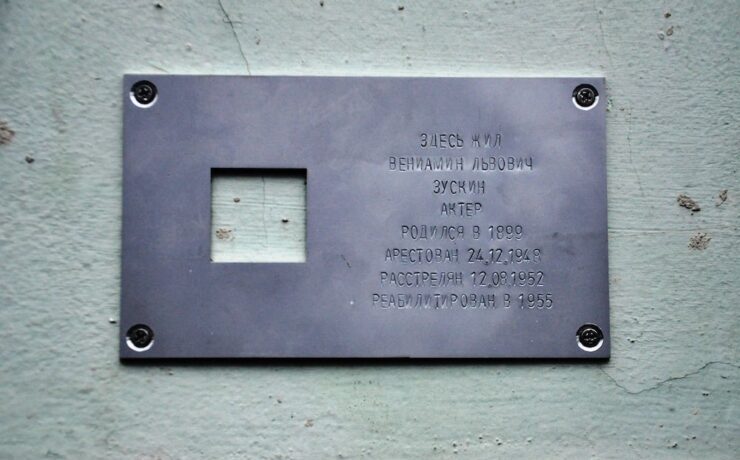 ЗДЕСЬ ЖИЛ
ВЕНИАМИН ЛЬВОВИЧ
ЗУСКИН
АКТЕР
РОДИЛСЯ В 1899
АРЕСТОВАН 24.12.1948
РАССТРЕЛЯН 12.08.1952
РЕАБИЛИТИРОВАН В 1955